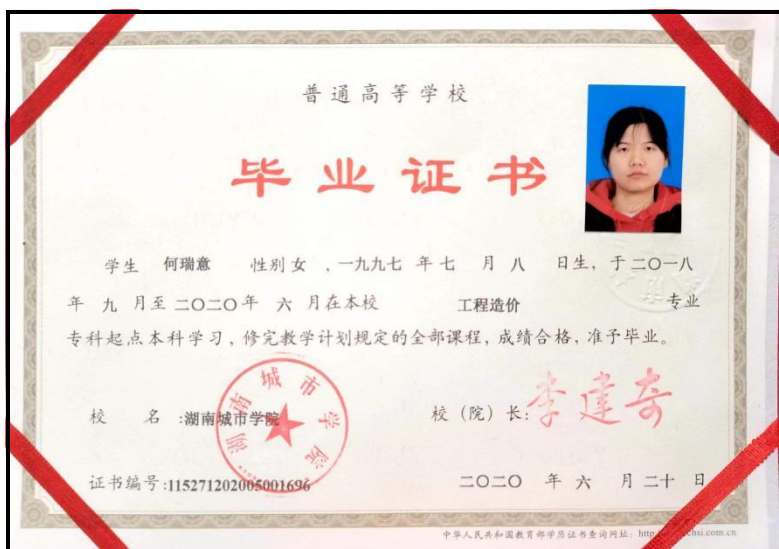 普通高等学校
毕业证书
学生 何瑞意 性别 女 ，一九九七 年 七 月 八 日生，于 二〇一八
年 九 月至 二〇二〇 年 六 月在本校 工程造价 专业
专科起点本科学习，修完教学计划规定的全部课程，成绩合格，准予毕业。
校 名 :湖南城市学院
湖南城市学院
校（院）长：李建奇
证书编号:115271202005001696
二〇二〇 年 六 月 二十 日
中华人民共和国教育部学历证书查询网址：http chsi.com.cn